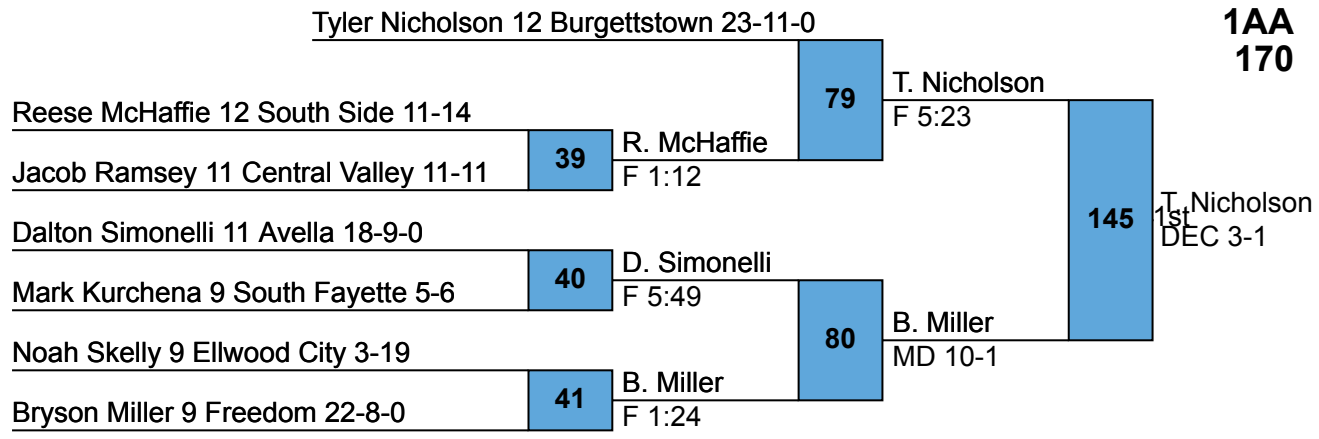 Tyler Nicholson 12 Burgettstown 23-11-0
1AA
170
79
T. Nicholson
F 5:23
Reese McHaffie 12 South Side 11-14
39
R. McHaffie
F 1:12
Jacob Ramsey 11 Central Valley 11-11
145
1st
T. Nicholson
DEC 3-1
Dalton Simonelli 11 Avella 18-9-0
40
D. Simonelli
F 5:49
Mark Kurchena 9 South Fayette 5-6
80
B. Miller
MD 10-1
Noah Skelly 9 Ellwood City 3-19
41
B. Miller
F 1:24
Bryson Miller 9 Freedom 22-8-0